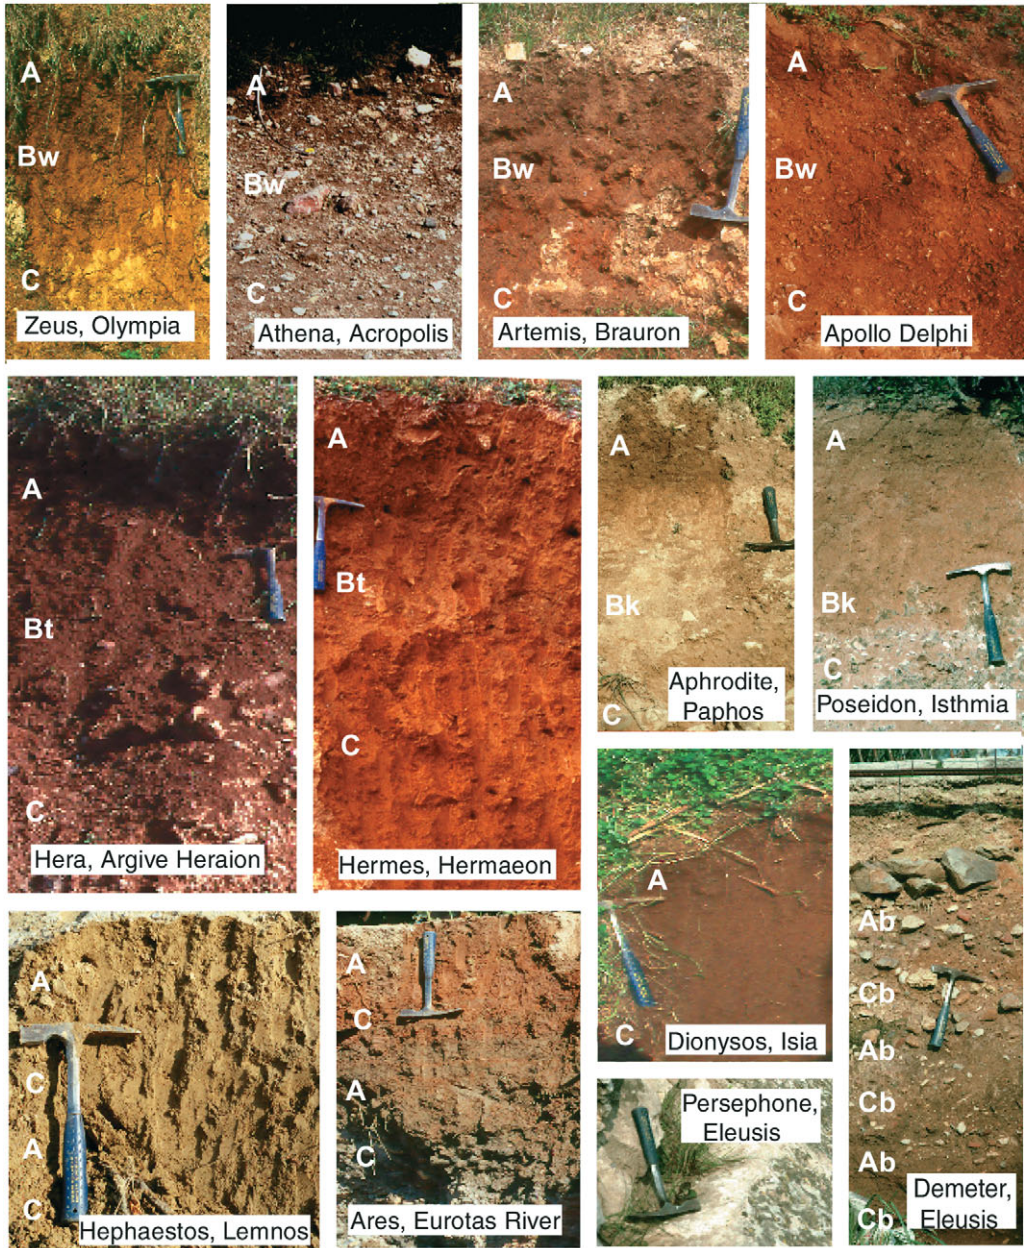 A
Bw
C
Zeus, Olympia
A
Bw
C
Athena, Acropolis
A
Bw
C
Artemis, Brauron
A
Bw
C
Apollo Delphi
A
Bt
C
Hera, Argive Heraion
A
Bt
C
Hermes, Hermaeon
A
Bk
C
Aphrodite,
Paphos
A
Bk
C
Poseidon, Isthmia
A
C
A
C
Hephaestos, Lemnos
A
C
A
C
Ares, Eurotas River
A
C
Dionysos, Isia
Persephone,
Eleusis
Ab
Cb
Ab
Cb
Ab
Cb
Demeter,
Eleusis